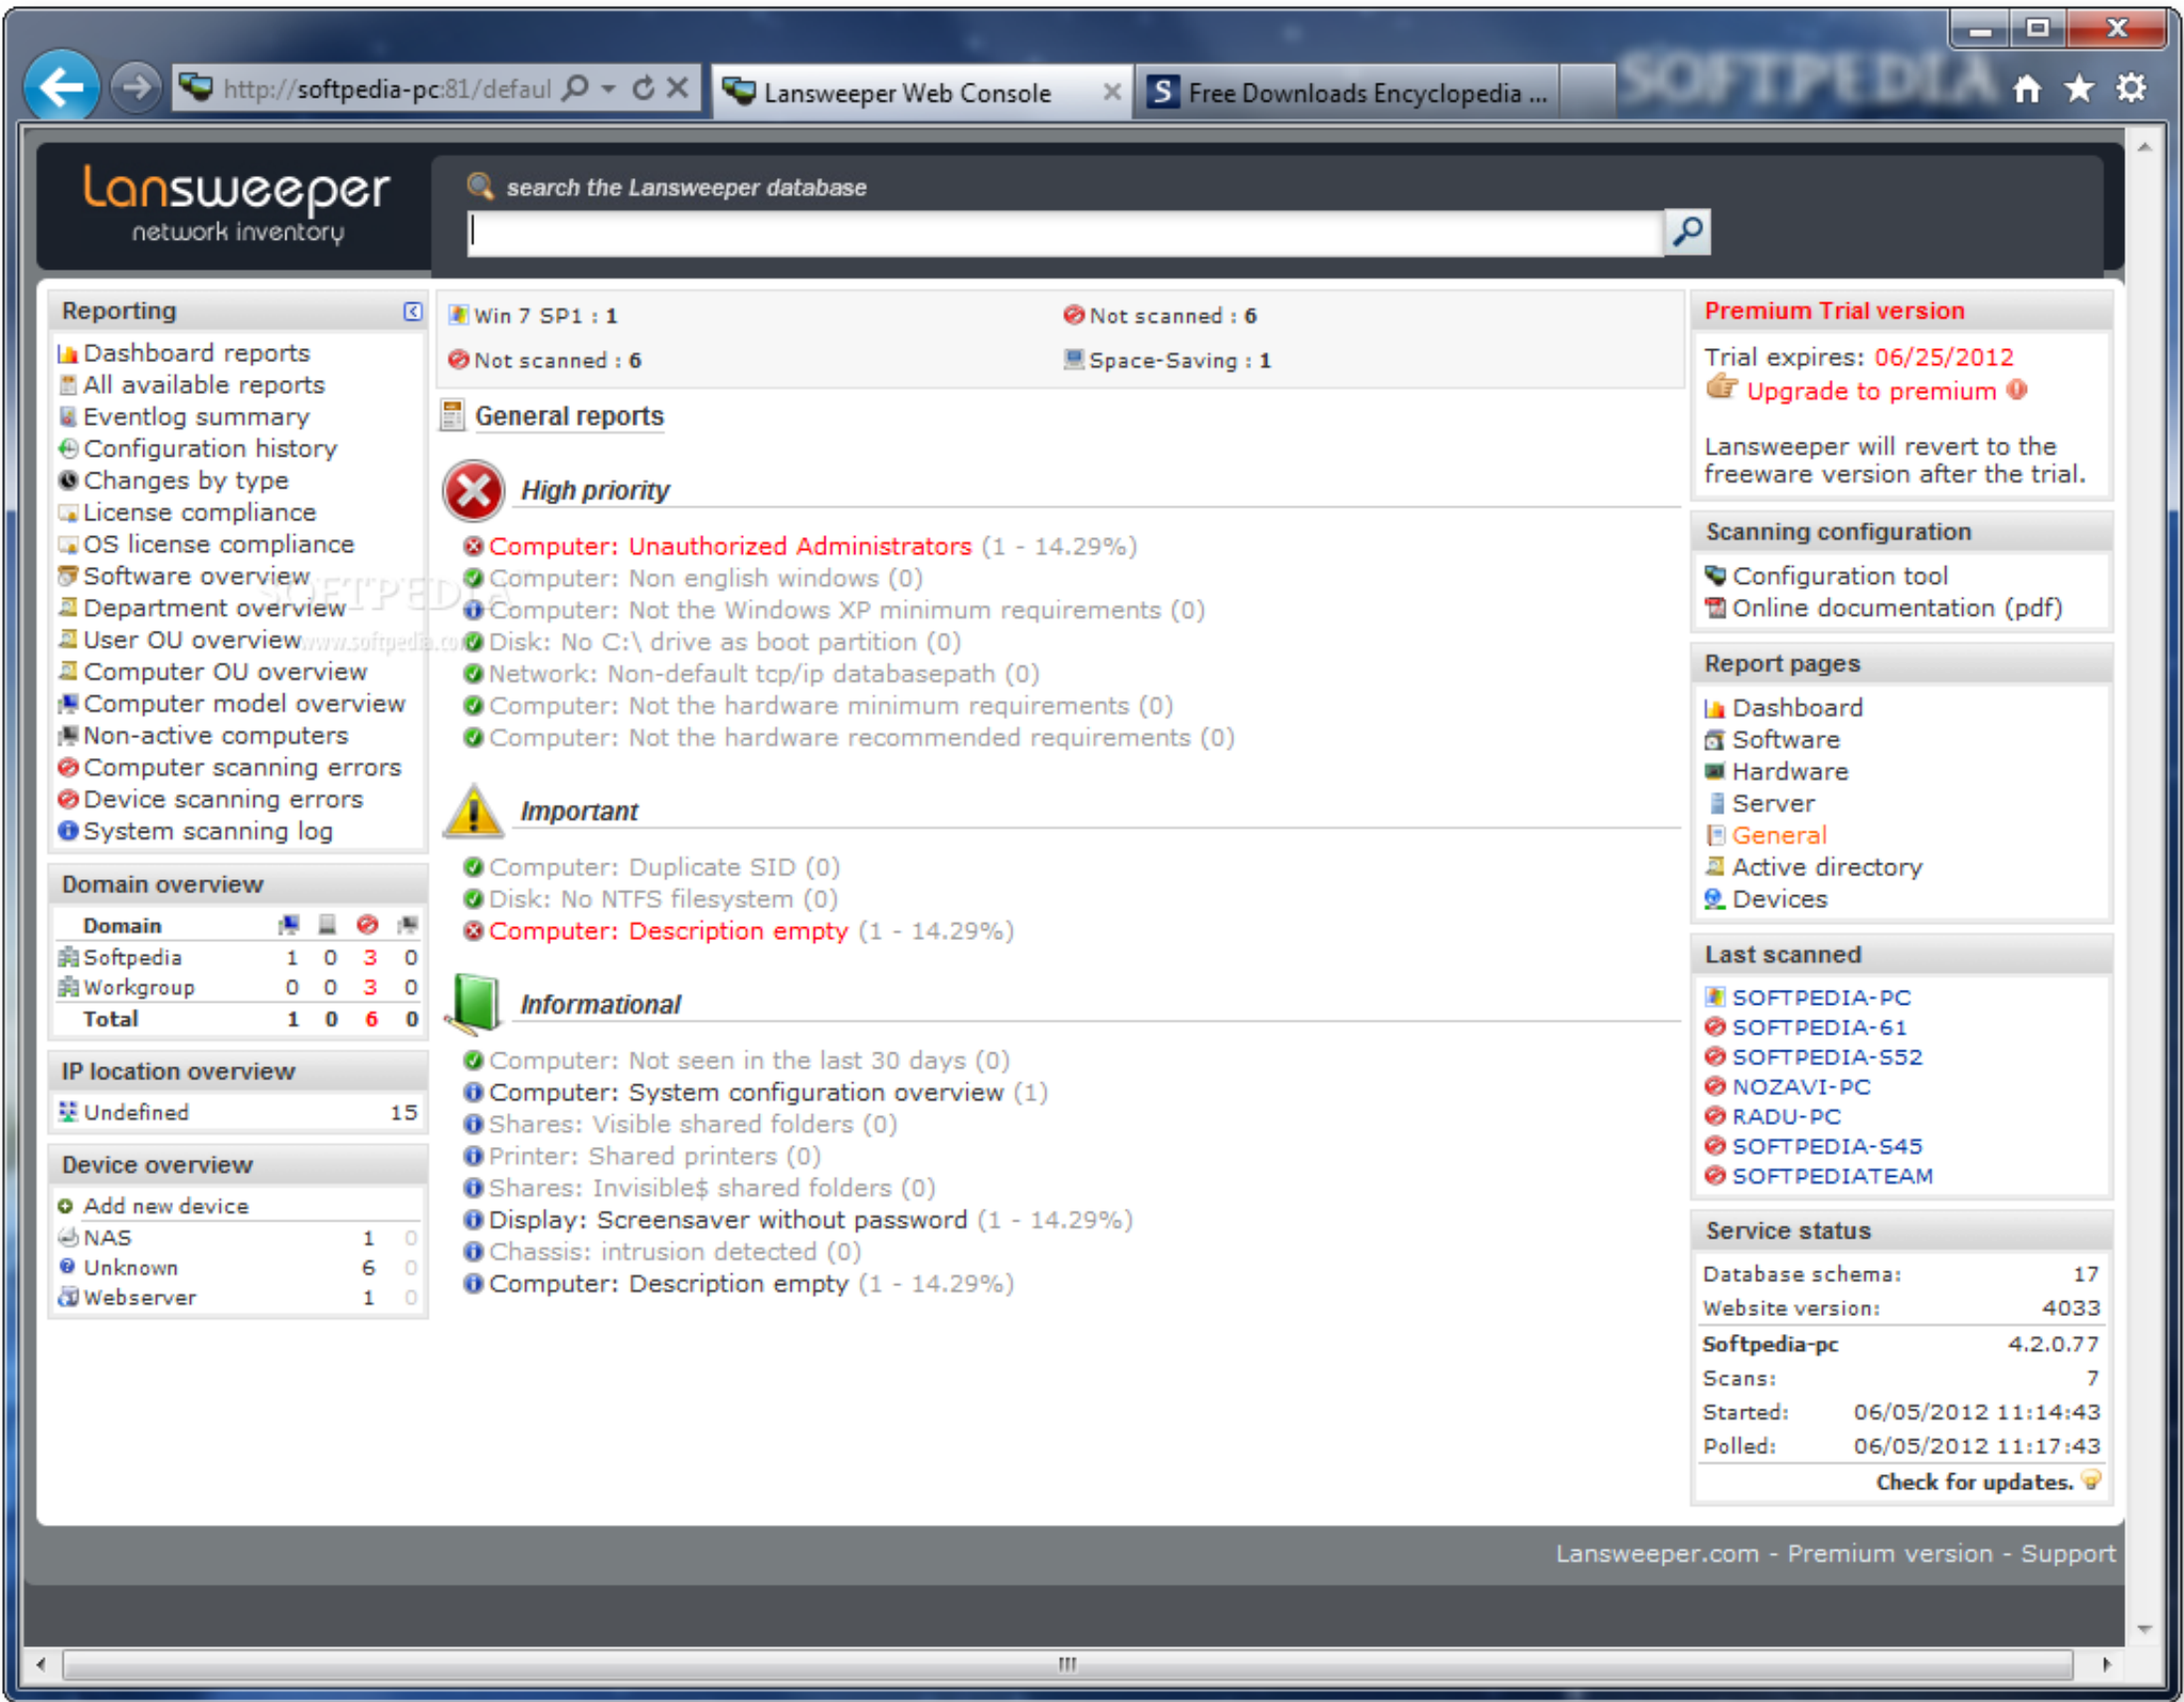 SOFTPEDIA
http://softpedia-pc:81/defaul
Lansweeper Web Console
Free Downloads Encyclopedia ...
Lansweeper
network inventory
search the Lansweeper database
Reporting
Dashboard reports
All available reports
Eventlog summary
Configuration history
Changes by type
License compliance
OS license compliance
Software overview
Department overview
User OU overview
Computer OU overview
Computer model overview
Non-active computers
Computer scanning errors
Device scanning errors
System scanning log
SOFTPEDIA
www.softpedia.com
Domain overview
Domain
Softpedia 1 0 3 0
Workgroup 0 0 3 0
Total 1 0 6 0
IP location overview
Undefined 15
Device overview
Add new device
NAS 1 0
Unknown 6 0
Webserver 1 0
Win 7 SP1 : 1
Not scanned : 6
Not scanned : 6
Space-Saving : 1
General reports
High priority
Computer: Unauthorized Administrators (1 - 14.29%)
Computer: Non english windows (0)
Computer: Not the Windows XP minimum requirements (0)
Disk: No C:\ drive as boot partition (0)
Network: Non-default tcp/ip databasepath (0)
Computer: Not the hardware minimum requirements (0)
Computer: Not the hardware recommended requirements (0)
Important
Computer: Duplicate SID (0)
Disk: No NTFS filesystem (0)
Computer: Description empty (1 - 14.29%)
Informational
Computer: Not seen in the last 30 days (0)
Computer: System configuration overview (1)
Shares: Visible shared folders (0)
Printer: Shared printers (0)
Shares: Invisible$ shared folders (0)
Display: Screensaver without password (1 - 14.29%)
Chassis: intrusion detected (0)
Computer: Description empty (1 - 14.29%)
Premium Trial version
Trial expires: 06/25/2012
Upgrade to premium
Lansweeper will revert to the
freeware version after the trial.
Scanning configuration
Configuration tool
Online documentation (pdf)
Report pages
Dashboard
Software
Hardware
Server
General
Active directory
Devices
Last scanned
SOFTPEDIA-PC
SOFTPEDIA-61
SOFTPEDIA-S52
NOZAVI-PC
RADU-PC
SOFTPEDIA-S45
SOFTPEDIATEAM
Service status
Database schema: 17
Website version: 4033
Softpedia-pc 4.2.0.77
Scans: 7
Started: 06/05/2012 11:14:43
Polled: 06/05/2012 11:17:43
Check for updates.
Lansweeper.com - Premium version - Support